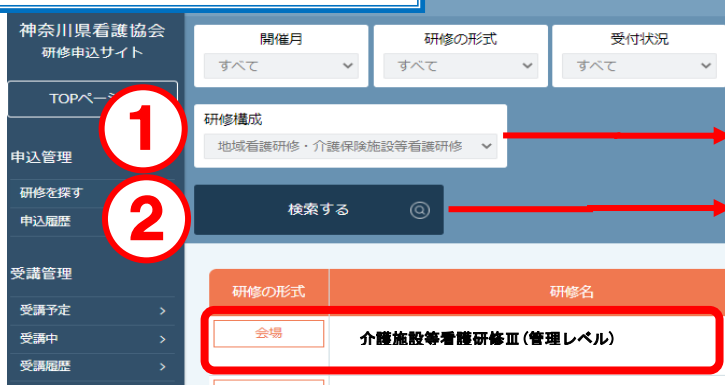 神奈川県看護協会
研修申込サイト
TOPペー
申込管理
研修を探す
申込履歴
受講管理
受講予定 >
受講中 >
受講履歴 >
①
②
開催月
すべて
研修の形式
すべて
受付状況
すべて
研修構成
地域看護研修・介護保険施設等看護研修
検索する
研修の形式
研修名
会場
介護施設等看護研修Ⅲ(管理レベル)